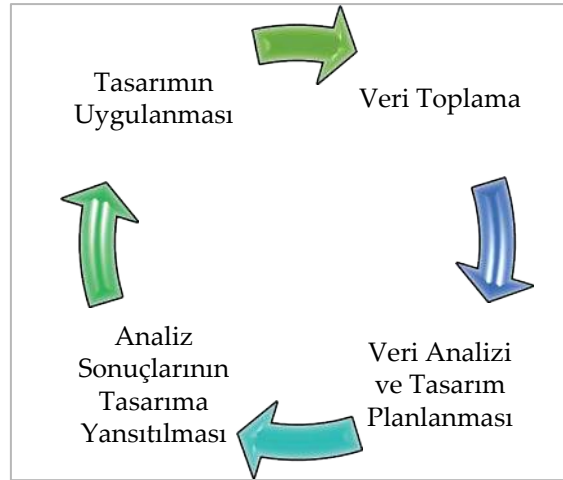 Tasarımın
Uygulanması
Veri Toplama
Veri Analizi
ve Tasarım
Planlanması
Analiz
Sonuçlarının
Tasarıma
Yansıtılması